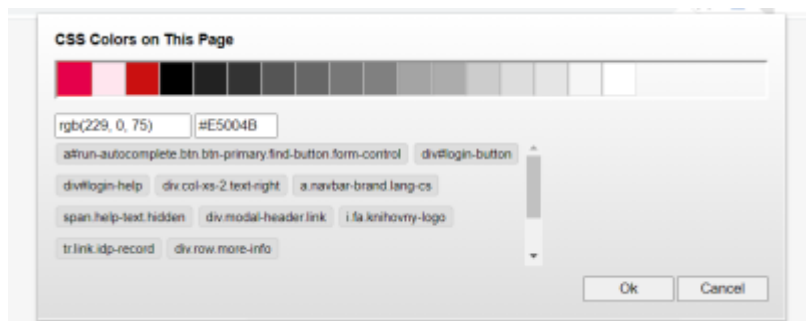 CSS Colors on This Page
rgb(229, 0, 75) #E5004B
a#run-autocomplete.btn.btn-primary.find-button.form-control div#login-button
div#login-help div.col-xs-2.text-right a.navbar-brand.lang-cs
span.help-text.hidden div.modal-header.link i.fa.knihovny-logo
tr.link.idp-record div.row.more-info
Ok Cancel